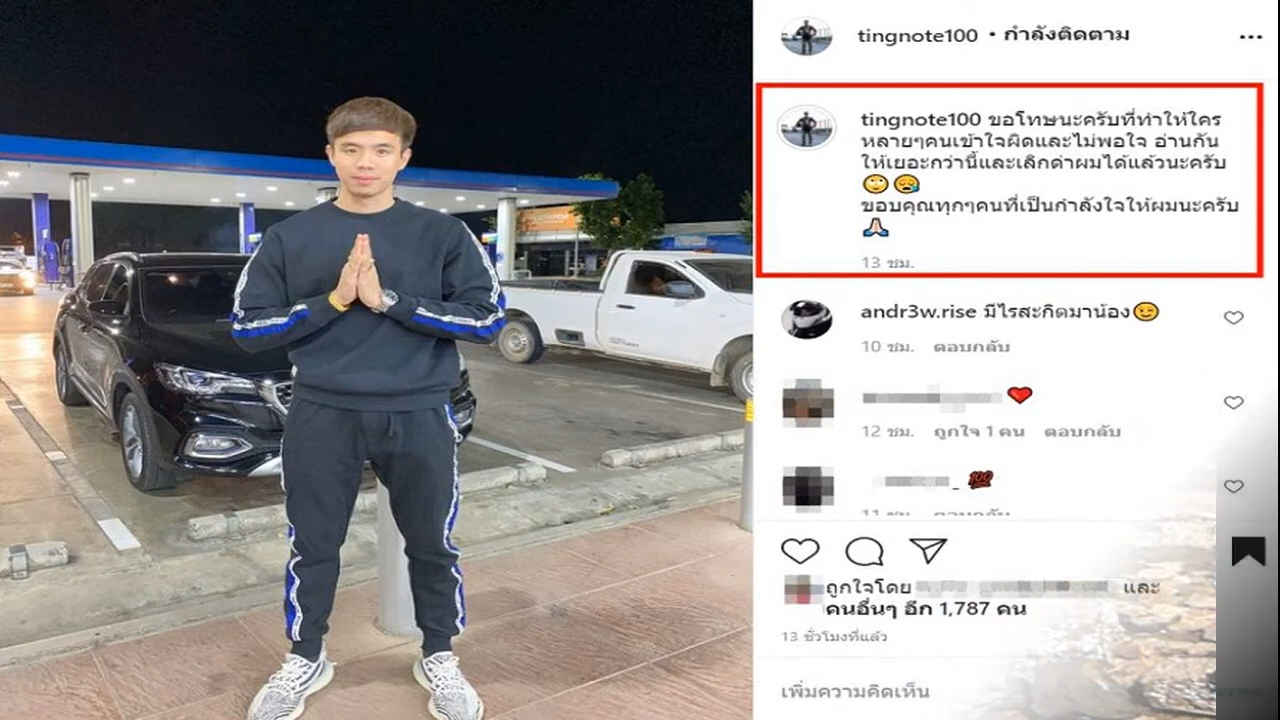 tingnote100 • กำลังติดตาม
tingnote100 ขอโทษนะครับที่ทำให้ใคร
หลายๆคนเข้าใจผิดและไม่พอใจ อ่านกัน
ให้เยอะกว่านี้และเลิกด่าผมได้แล้วนะครับ
🙄😪
ขอบคุณทุกๆคนที่เป็นกำลังใจให้ผมนะครับ
🙏🏻
13 ชม.
andr3w.rise มีไรสะกิดมาน้อง😉
10 ชม. ตอบกลับ
❤️
12 ชม. ถูกใจ 1 คน ตอบกลับ
_ 💯
11 ชม. ตอบกลับ
ถูกใจโดย และ
คนอื่นๆ อีก 1,787 คน
13 ชั่วโมงที่แล้ว
เพิ่มความคิดเห็น